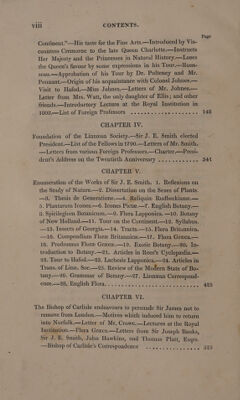 viii CONTENTS.
Page
Continent."—His taste for the Fine Arts.—Introduced by Vis-
countess Cremorne to the late Queen Charlotte.—Instructs
Her Majesty and the Princesses in Natural History.—Loses
the Queen's favour by some expressions in his Tour.—Rous-
seau.—Approbation of his Tour by Dr. Pulteney and Mr.
Pennant.—Origin of his acquaintance with Colonel Johnes.—
Visit to Hafod.—Miss Johnes.—Letters of Mr. Johnes.—
Letter from Mrs. Watt, the only daughter of Ellis; and other
friends.—Introductory Lecture at the Royal Institution in
1803.—List of Foreign Professors ................. 143
CHAPTER IV.
Foundation of the Linnæan Society.—Sir J. E. Smith elected
President.—List of the Fellows in 1790.—Letters of Mr. Smith.
—Letters from various Foreign Professors.—Charter.—Presi-
dent's Address on the Twentieth Anniversary ........... 341
CHAPTER V.
Enumeration of the Works of Sir J. E. Smith. 1. Reflexions on
the Study of Nature.—2. Dissertation on the Sexes of Plants.
—3. Thesis de Generatione.—4. Reliquiæ Rudbeckianæ.—
5. Plantarum Icones.—6. Icones Pictæ.—7. English Botany.—
8. Spicilegium Botanicum.—9. Flora Lapponica.—10. Botany
of New Holland.—11. Tour on the Continent.—12. Syllabus.
—13. Insects of Georgia.—14. Tracts.—15. Flora Britannica.
—16. Compendium Floræ Britannicæ.—17. Flora Græca.—
18. Prodromus Floræ Græcæ.—19. Exotic Botany.—20. In-
troduction to Botany.—21. Articles in Rees's Cyclopædia.—
22. Tour to Hafod.—23. Lachesis Lapponica.—24. Articles in
Trans. of Linn. Soc.—25. Review of the Modern State of Bo-
tany.—26. Grammar of Botany.—27. Linnæan Correspond-
ence.—28. English Flora ................. 423
CHAPTER VI.
The Bishop of Carlisle endeavours to persuade Sir James not to
remove from London.—Motives which induced him to return
into Norfolk.—Letter of Mr. Crowe.—Lectures at the Royal
Institution.—Flora Græca.—Letters from Sir Joseph Banks,
Sir J. E. Smith, John Hawkins, and Thomas Platt, Esqrs.
—Bishop of Carlisle's Correspondence ................. 523